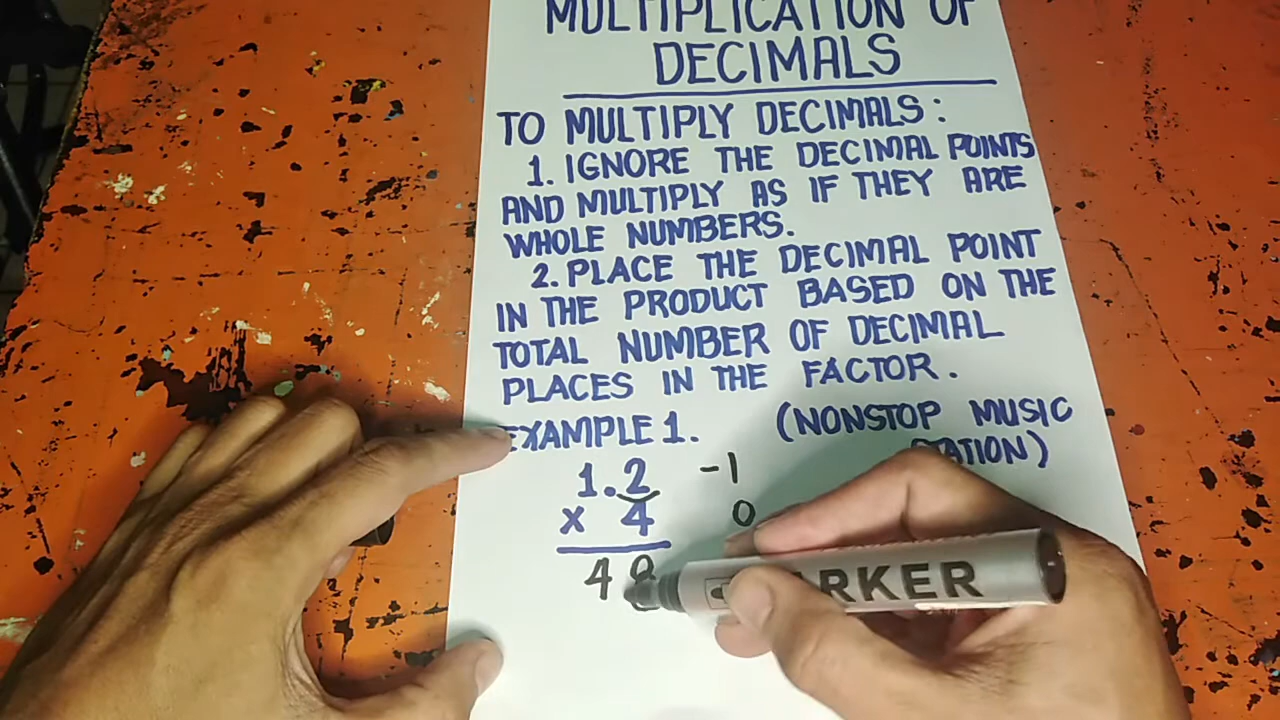 MULTIPLICATION OF
DECIMALS
TO MULTIPLY DECIMALS:
1. IGNORE THE DECIMAL POINTS
AND MULTIPLY AS IF THEY ARE
WHOLE NUMBERS.
2. PLACE THE DECIMAL POINT
IN THE PRODUCT BASED ON THE
TOTAL NUMBER OF DECIMAL
PLACES IN THE FACTOR.
EXAMPLE 1. (NONSTOP MUSIC
1.2 -1
x 4 0
4 8